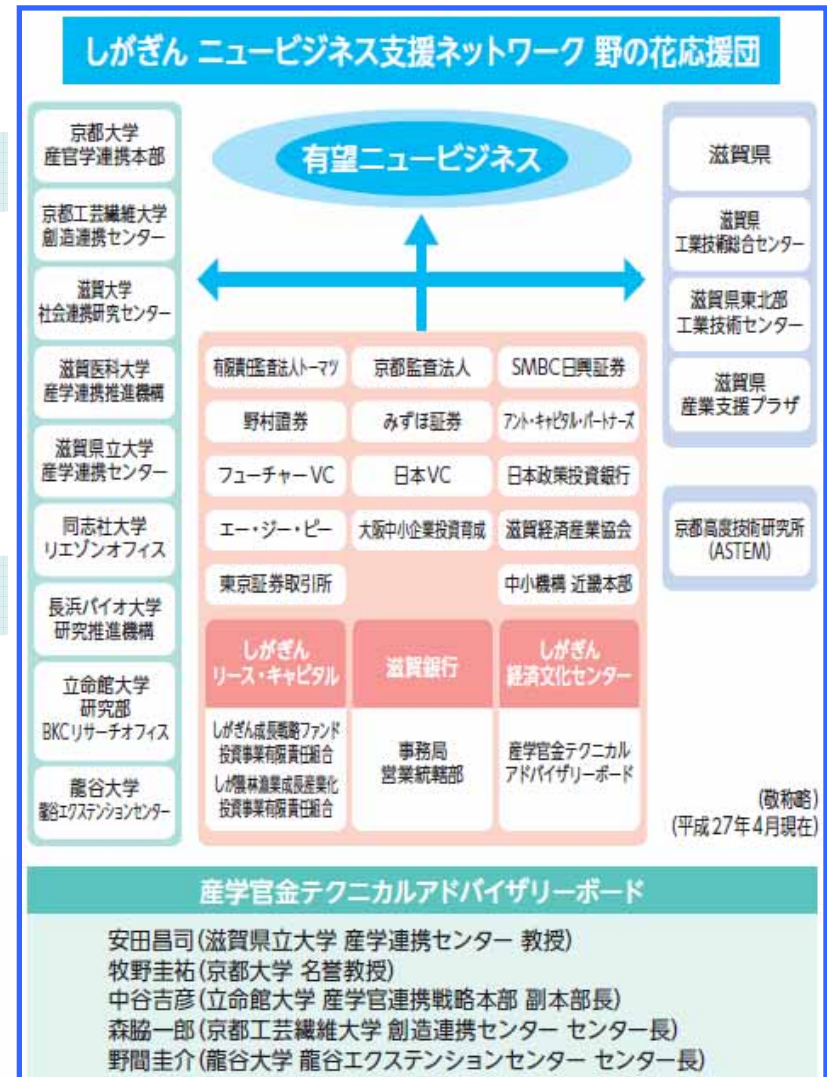 しがぎん ニュービジネス支援ネットワーク 野の花応援団
有望ニュービジネス
京都大学
産官学連携本部
京都工芸繊維大学
創造連携センター
滋賀大学
社会連携研究センター
滋賀医科大学
産学連携推進機構
滋賀県立大学
産学連携センター
同志社大学
リエゾンオフィス
長浜バイオ大学
研究推進機構
立命館大学
研究部
BKCリサーチオフィス
龍谷大学
龍谷エクステンションセンター
有限責任監査法人トーマツ
京都監査法人
SMBC日興証券
野村證券
みずほ証券
アント・キャピタル・パートナーズ
フューチャーVC
日本VC
日本政策投資銀行
エー・ジー・ピー
大阪中小企業投資育成
滋賀経済産業協会
東京証券取引所
中小機構 近畿本部
しがぎん
リース・キャピタル
滋賀銀行
しがぎん
経済文化センター
しがぎん成長戦略ファンド
投資事業有限責任組合
しが農林漁業成長産業化
投資事業有限責任組合
事務局
営業統轄部
産学官金テクニカル
アドバイザリーボード
滋賀県
滋賀県
工業技術総合センター
滋賀県東北部
工業技術センター
滋賀県
産業支援プラザ
京都高度技術研究所
(ASTEM)
(敬称略)
(平成27年4月現在)
産学官金テクニカルアドバイザリーボード
安田昌司(滋賀県立大学 産学連携センター 教授)
牧野圭祐(京都大学 名誉教授)
中谷吉彦(立命館大学 産学官連携戦略本部 副本部長)
森脇一郎(京都工芸繊維大学 創造連携センター センター長)
野間圭介(龍谷大学 龍谷エクステンションセンター センター長)